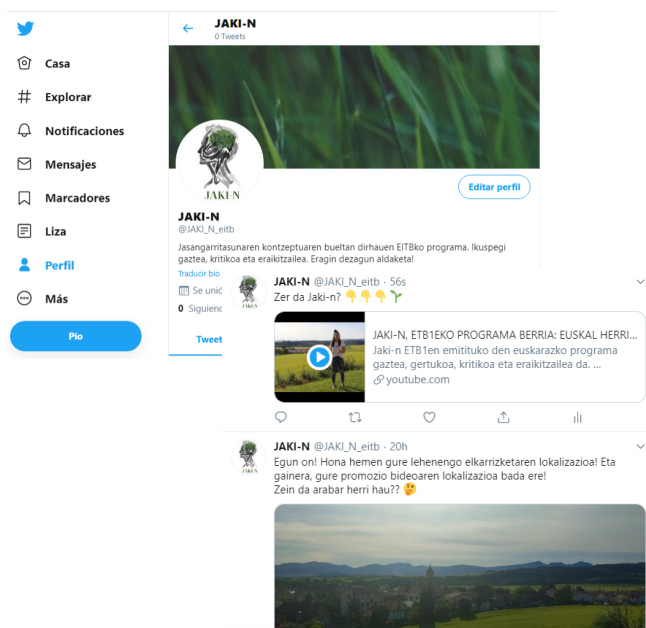 JAKI-N
0 Tweets
Casa
Explorar
Notificaciones
Mensajes
Marcadores
Liza
Perfil
Más
Pío
JAKI-N
Editar perfil
JAKI-N
@JAKI_N_eitb
Jasangarritasunaren kontzeptuaren bueltan dirhauen EITBko programa. Ikuspegi
gaztea, kritikoa eta eraikitzailea. Eragin dezagun aldaketa!
Traducir bio
Se unió
0 Siguiend
Tweet
JAKI-N @JAKI_N_eitb · 56s
Zer da Jaki-n? 👇👇👇🌱
JAKI-N, ETB1EKO PROGRAMA BERRIA: EUSKAL HERRI...
Jaki-n ETB1en emitituko den euskarazko programa
gaztea, gertukoa, kritikoa eta eraikitzailea da. ...
youtube.com
JAKI-N @JAKI_N_eitb · 20h
Egun on! Hona hemen gure lehenengo elkarrizketaren lokalizazioa! Eta
gainera, gure promozio bideoaren lokalizazioa bada ere!
Zein da arabar herri hau?? 🤔